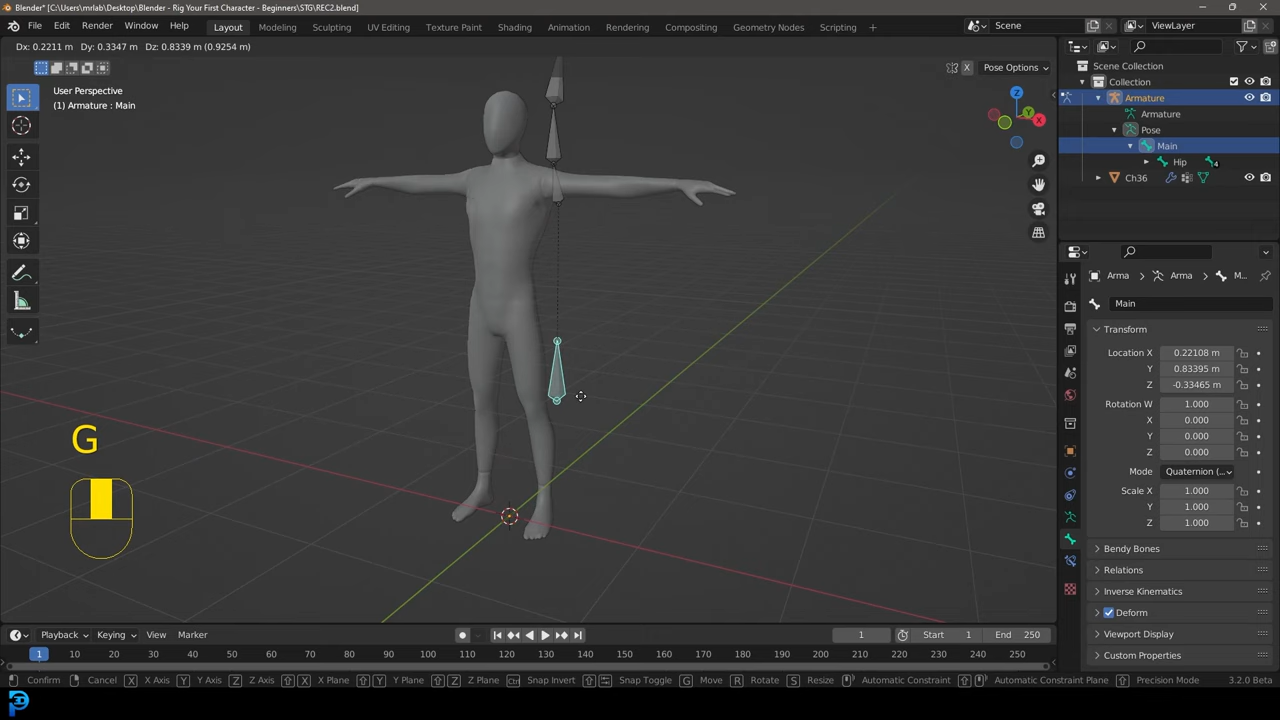 Blender* [C:\Users\mrlab\Desktop\Blender - Rig Your First Character - Beginners\STG\REC2.blend]
File Edit Render Window Help Layout Modeling Sculpting UV Editing Texture Paint Shading Animation Rendering Compositing Geometry Nodes Scripting + Scene ViewLayer
Dx: 0.2211 m Dy: 0.3347 m Dz: 0.8339 m (0.9254 m)
X Pose Options
User Perspective
(1) Armature : Main
Z
Y
X
Scene Collection
Collection
Armature
Armature
Pose
Main
Hip 4
Ch36
Arma Arma M...
Main
Transform
Location X 0.22108 m
Y 0.83395 m
Z -0.33465 m
Rotation W 1.000
X 0.000
Y 0.000
Z 0.000
Mode Quaternion (...
Scale X 1.000
Y 1.000
Z 1.000
Bendy Bones
Relations
Inverse Kinematics
Deform
Viewport Display
Custom Properties
G
Playback Keying View Marker 1 Start 1 End 250
1 10 20 30 40 50 60 70 80 90 100 110 120 130 140 150 160 170 180 190 200 210 220 230 240 250
Confirm Cancel X X Axis Y Y Axis Z Z Axis X X Plane Y Y Plane Z Z Plane Ctrl Snap Invert Snap Toggle G Move R Rotate S Resize Automatic Constraint Automatic Constraint Plane Precision Mode 3.2.0 Beta